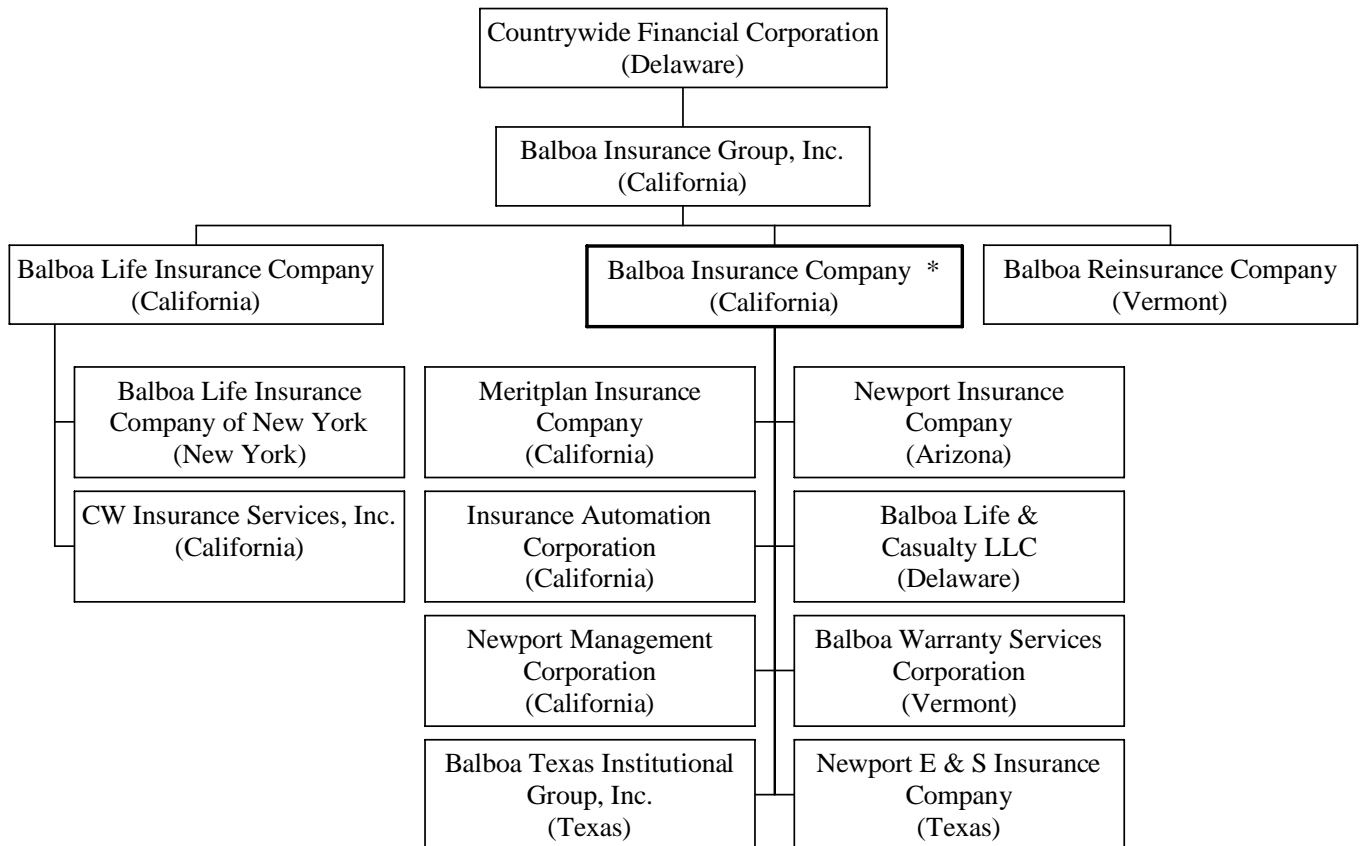 Countrywide Financial Corporation
(Delaware)
Balboa Insurance Group, Inc.
(California)
Balboa Life Insurance Company
(California)
Balboa Insurance Company *
(California)
Balboa Reinsurance Company
(Vermont)
Balboa Life Insurance
Company of New York
(New York)
Meritplan Insurance
Company
(California)
Newport Insurance
Company
(Arizona)
CW Insurance Services, Inc.
(California)
Insurance Automation
Corporation
(California)
Balboa Life &
Casualty LLC
(Delaware)
Newport Management
Corporation
(California)
Balboa Warranty Services
Corporation
(Vermont)
Balboa Texas Institutional
Group, Inc.
(Texas)
Newport E & S Insurance
Company
(Texas)